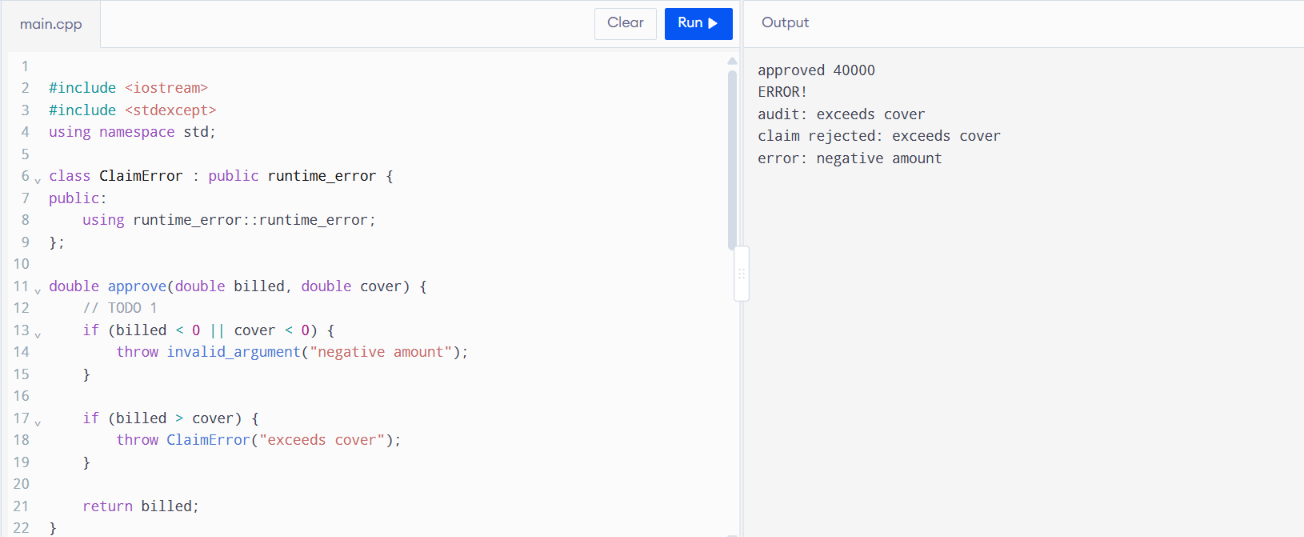 main.cpp
Clear
Run
Output
1
2 #include <iostream>
3 #include <stdexcept>
4 using namespace std;
5
6 class ClaimError : public runtime_error {
7 public:
8     using runtime_error::runtime_error;
9 };
10
11 double approve(double billed, double cover) {
12     // TODO 1
13     if (billed < 0 || cover < 0) {
14         throw invalid_argument("negative amount");
15     }
16
17     if (billed > cover) {
18         throw ClaimError("exceeds cover");
19     }
20
21     return billed;
22 }
approved 40000
ERROR!
audit: exceeds cover
claim rejected: exceeds cover
error: negative amount